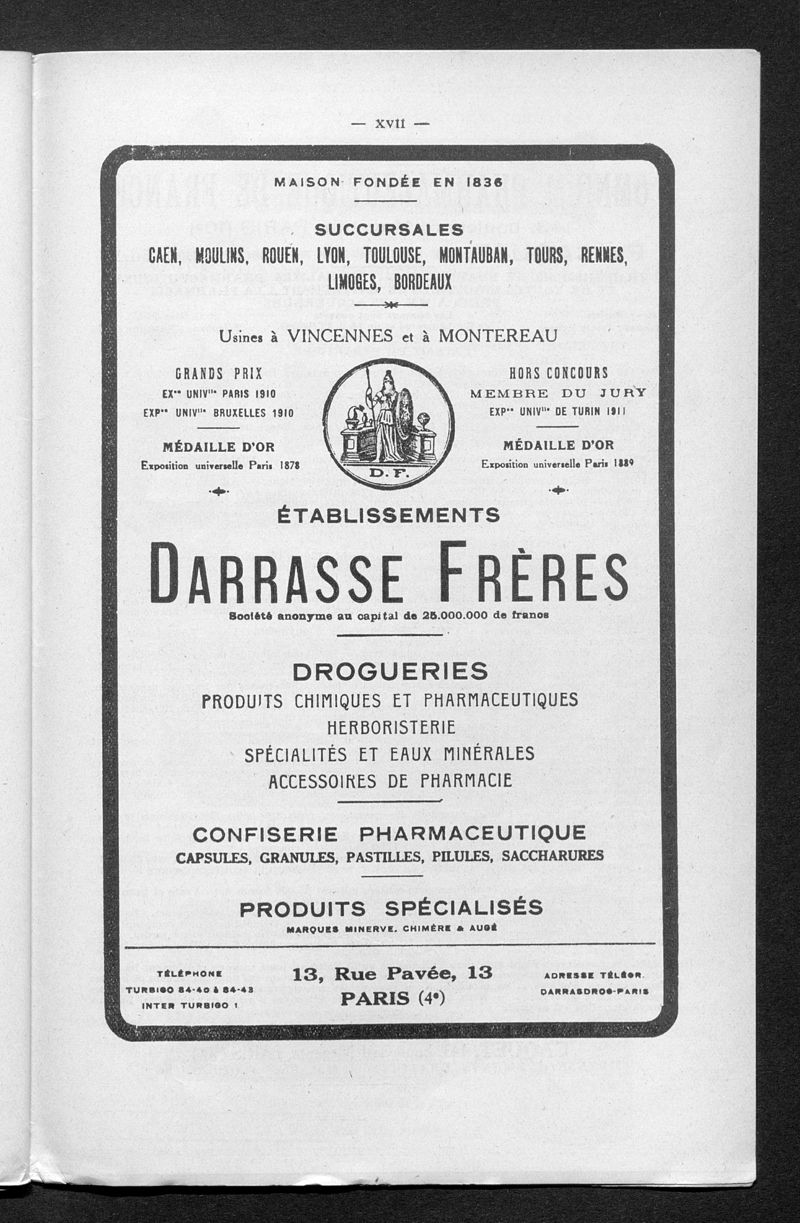 — XVII —
MAISON FONDÉE EN 1836
SUCCURSALES
CAEN, MOULINS, ROUEN, LYON, TOULOUSE, MONTAUBAN, TOURS, RENNES,
LIMOGES, BORDEAUX
Usines à VINCENNES et à MONTEREAU
GRANDS PRIX
EXon UNIVlle PARIS 1910
EXPon UNIVlle BRUXELLES 1910
MÉDAILLE D'OR
Exposition universelle Paris 1878
D. F.
HORS CONCOURS
MEMBRE DU JURY
EXPon UNIVlle DE TURIN 1911
MÉDAILLE D'OR
Exposition universelle Paris 1889
ÉTABLISSEMENTS
DARRASSE FRÈRES
Société anonyme au capital de 25.000.000 de francs
DROGUERIES
PRODUITS CHIMIQUES ET PHARMACEUTIQUES
HERBORISTERIE
SPÉCIALITÉS ET EAUX MINÉRALES
ACCESSOIRES DE PHARMACIE
CONFISERIE PHARMACEUTIQUE
CAPSULES, GRANULES, PASTILLES, PILULES, SACCHARURES
PRODUITS SPÉCIALISÉS
MARQUES MINERVE, CHIMÈRE & AUGÉ
TÉLÉPHONE
TURBIGO 84-40 à 84-43
INTER TURBIGO 1
13, Rue Pavée, 13
PARIS (4e)
ADRESSE TÉLÉGR.
DARRASDROG-PARIS